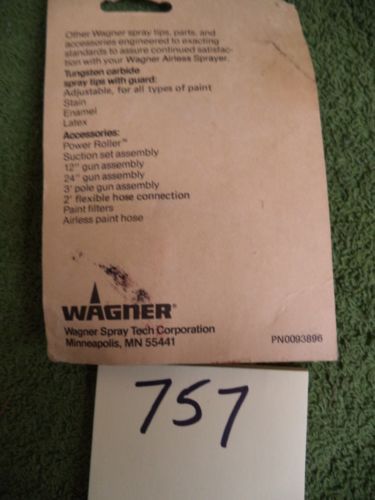 Other Wagner spray tips, parts, and
accessories engineered to exacting
standards to assure continued satisfac-
tion with your Wagner Airless Sprayer.
Tungsten carbide
spray tips with guard:
Adjustable, for all types of paint
Stain
Enamel
Latex
Accessories:
Power Roller™
Suction set assembly
12" gun assembly
24" gun assembly
3' pole gun assembly
2' flexible hose connection
Paint filters
Airless paint hose
WAGNER®
Wagner Spray Tech Corporation
Minneapolis, MN 55441
PN0093896
757